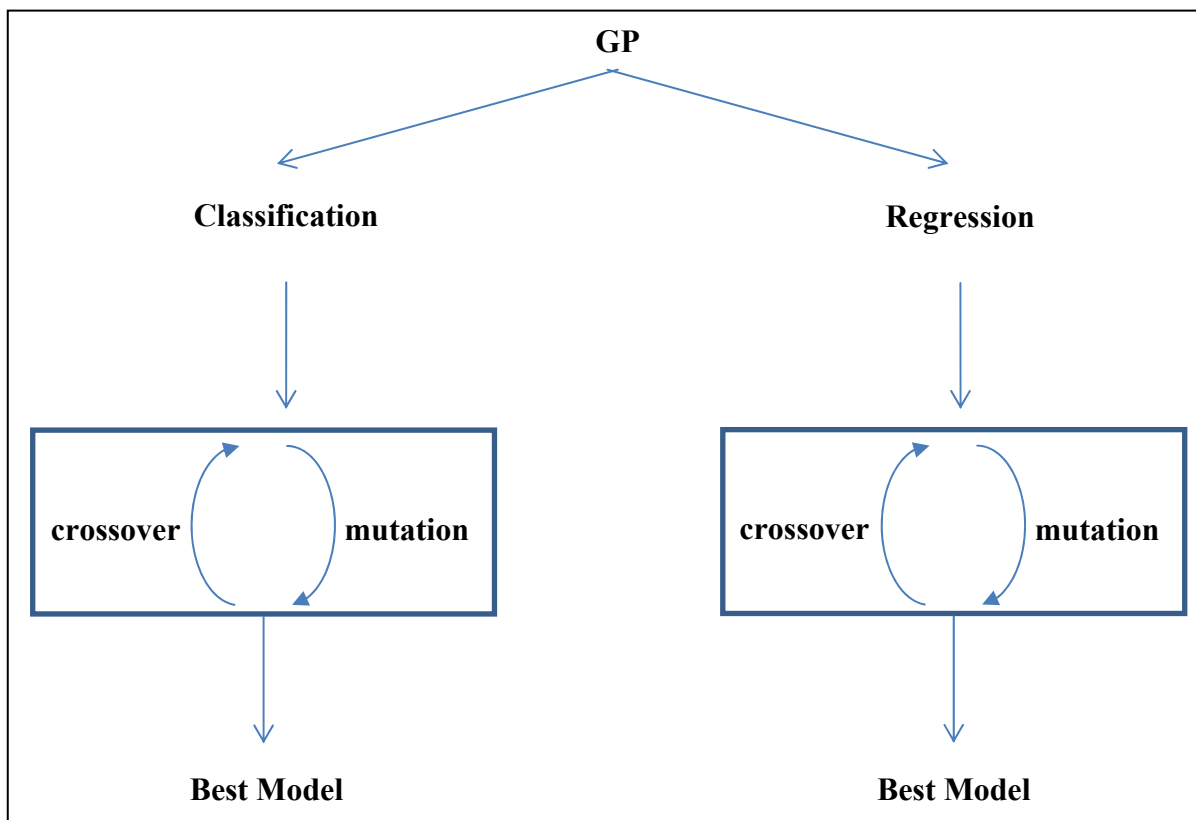 GP
Classification
Regression
crossover mutation
crossover mutation
Best Model
Best Model